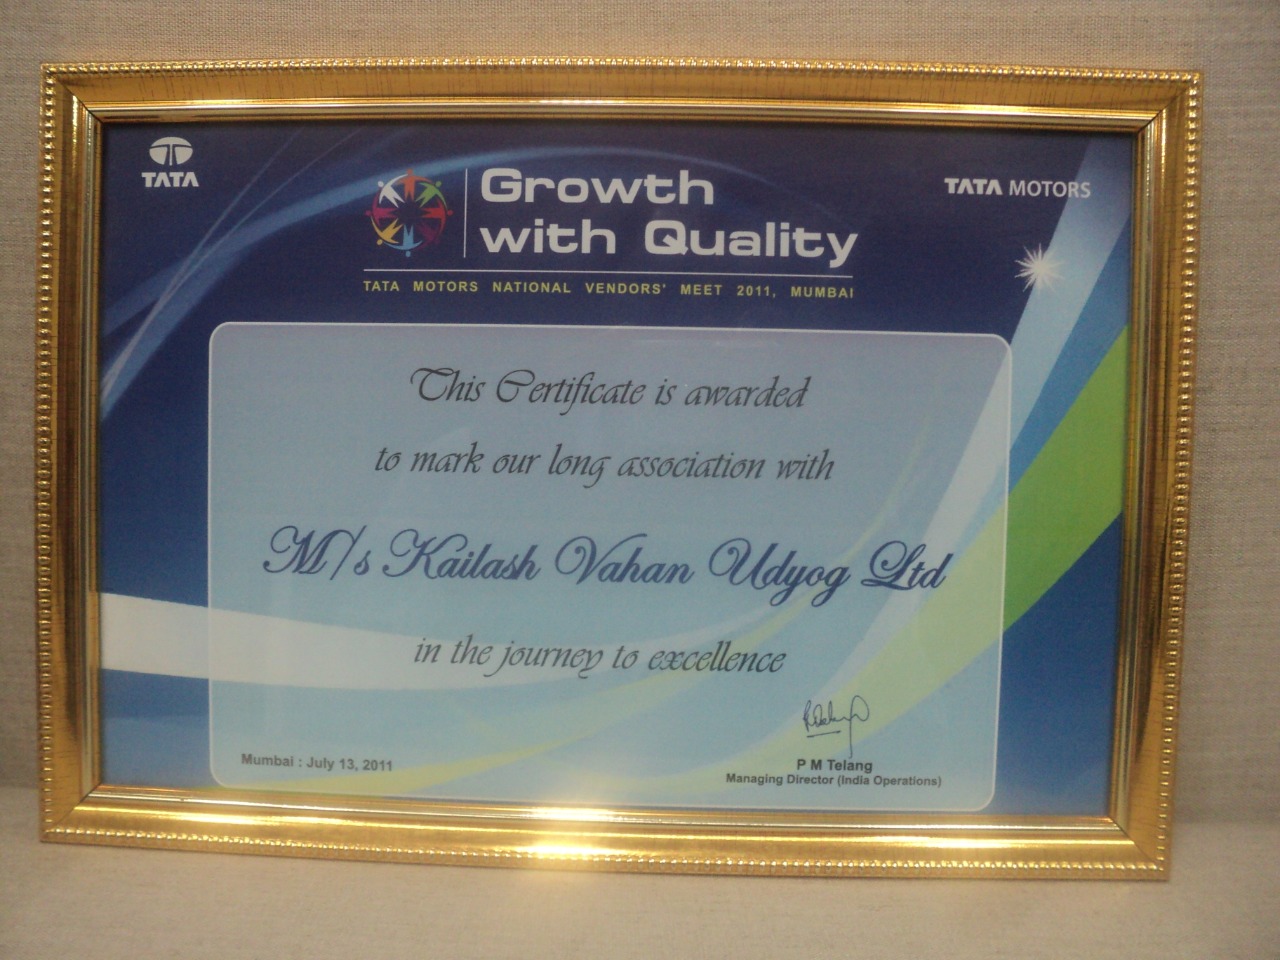 TATA
Growth
with Quality
TATA MOTORS
TATA MOTORS NATIONAL VENDORS' MEET 2011, MUMBAI
This Certificate is awarded
to mark our long association with
M/s Kailash Vahan Udyog Ltd
in the journey to excellence
Mumbai : July 13, 2011
P M Telang
Managing Director (India Operations)